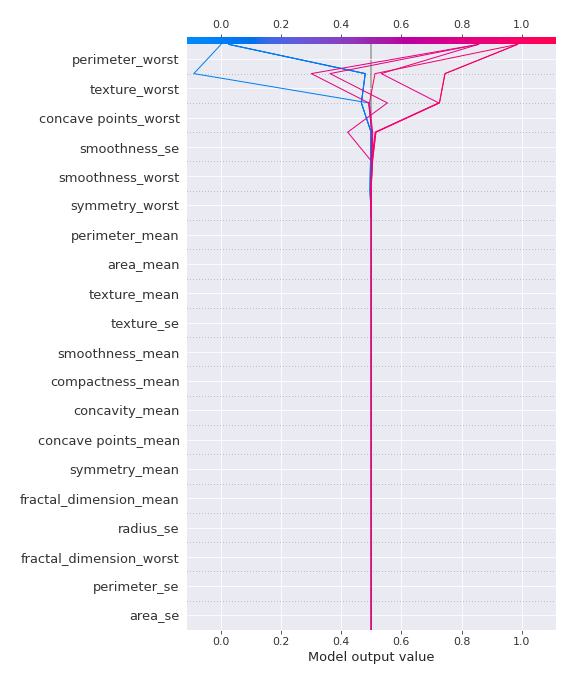 0.0 0.2 0.4 0.6 0.8 1.0
perimeter_worst
texture_worst
concave points_worst
smoothness_se
smoothness_worst
symmetry_worst
perimeter_mean
area_mean
texture_mean
texture_se
smoothness_mean
compactness_mean
concavity_mean
concave points_mean
symmetry_mean
fractal_dimension_mean
radius_se
fractal_dimension_worst
perimeter_se
area_se
0.0 0.2 0.4 0.6 0.8 1.0
Model output value